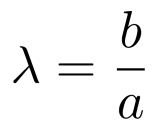 λ = b/a